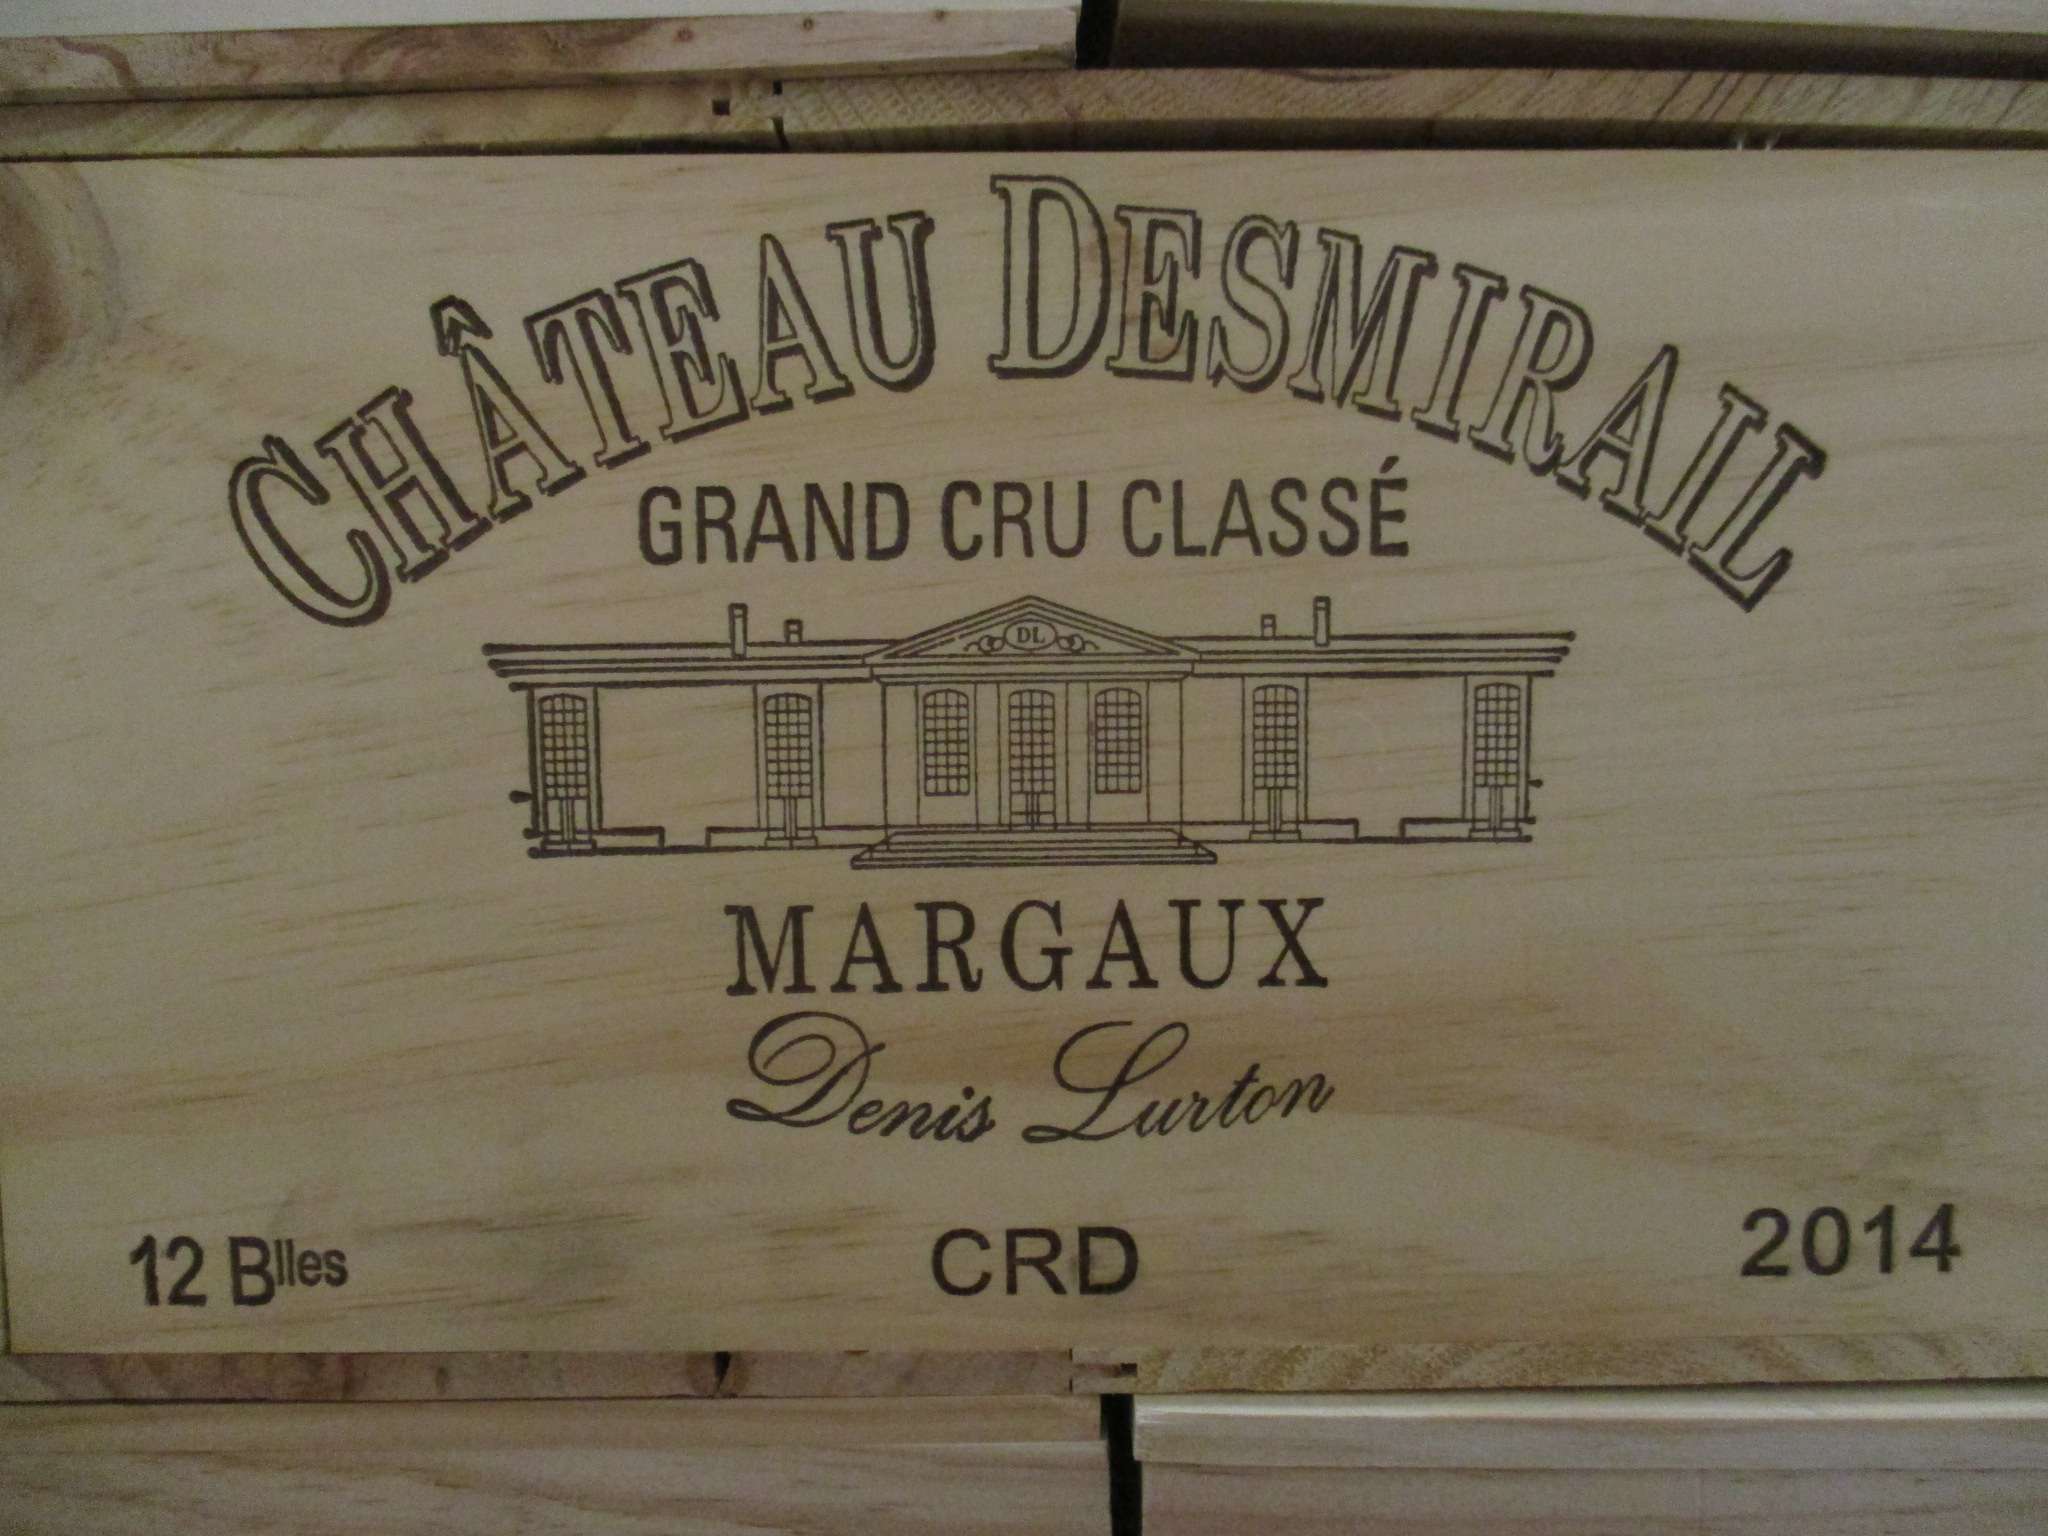 CHÂTEAU DESMIRAIL
GRAND CRU CLASSÉ
DL
MARGAUX
Denis Lurton
12 Blles
CRD
2014